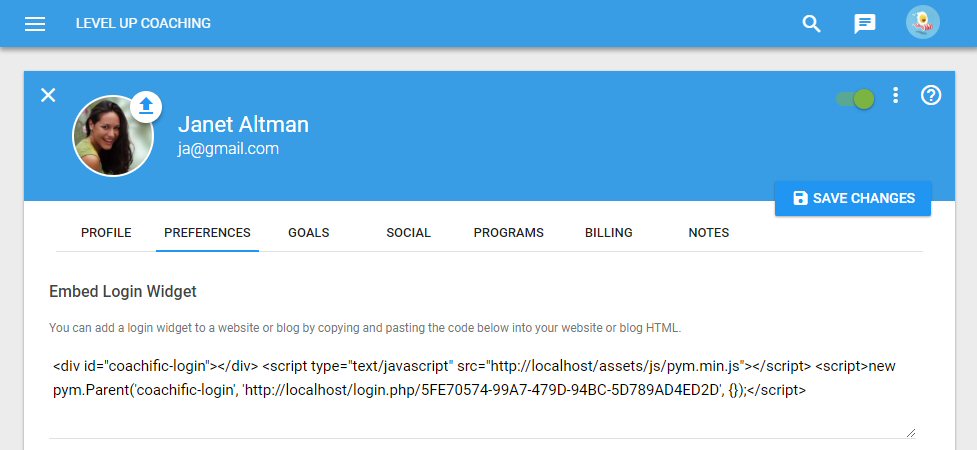 LEVEL UP COACHING
Janet Altman
ja@gmail.com
SAVE CHANGES
PROFILE PREFERENCES GOALS SOCIAL PROGRAMS BILLING NOTES
Embed Login Widget
You can add a login widget to a website or blog by copying and pasting the code below into your website or blog HTML.
<div id="coachific-login"></div> <script type="text/javascript" src="http://localhost/assets/js/pym.min.js"></script> <script>new
pym.Parent('coachific-login', 'http://localhost/login.php/5FE70574-99A7-479D-94BC-5D789AD4ED2D', {});</script>